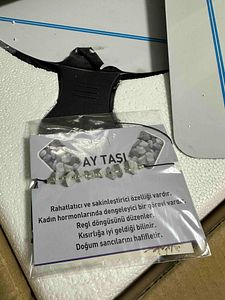 AY TAŞI
Rahatlatıcı ve sakinleştirici özelliği vardır.
Kadın hormonlarında dengeleyici bir görevi vardır.
Regl döngüsünü düzenler.
Kısırlığa iyi geldiği bilinir.
Doğum sancılarını hafifletir.